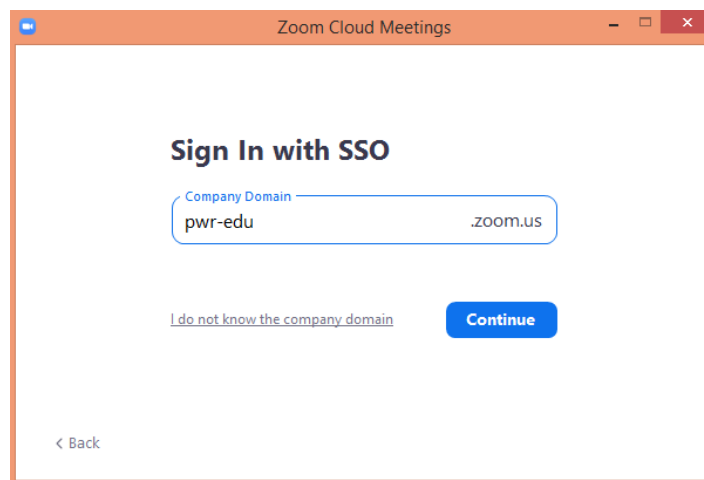 Zoom Cloud Meetings
Sign In with SSO
Company Domain
pwr-edu .zoom.us
I do not know the company domain Continue
< Back